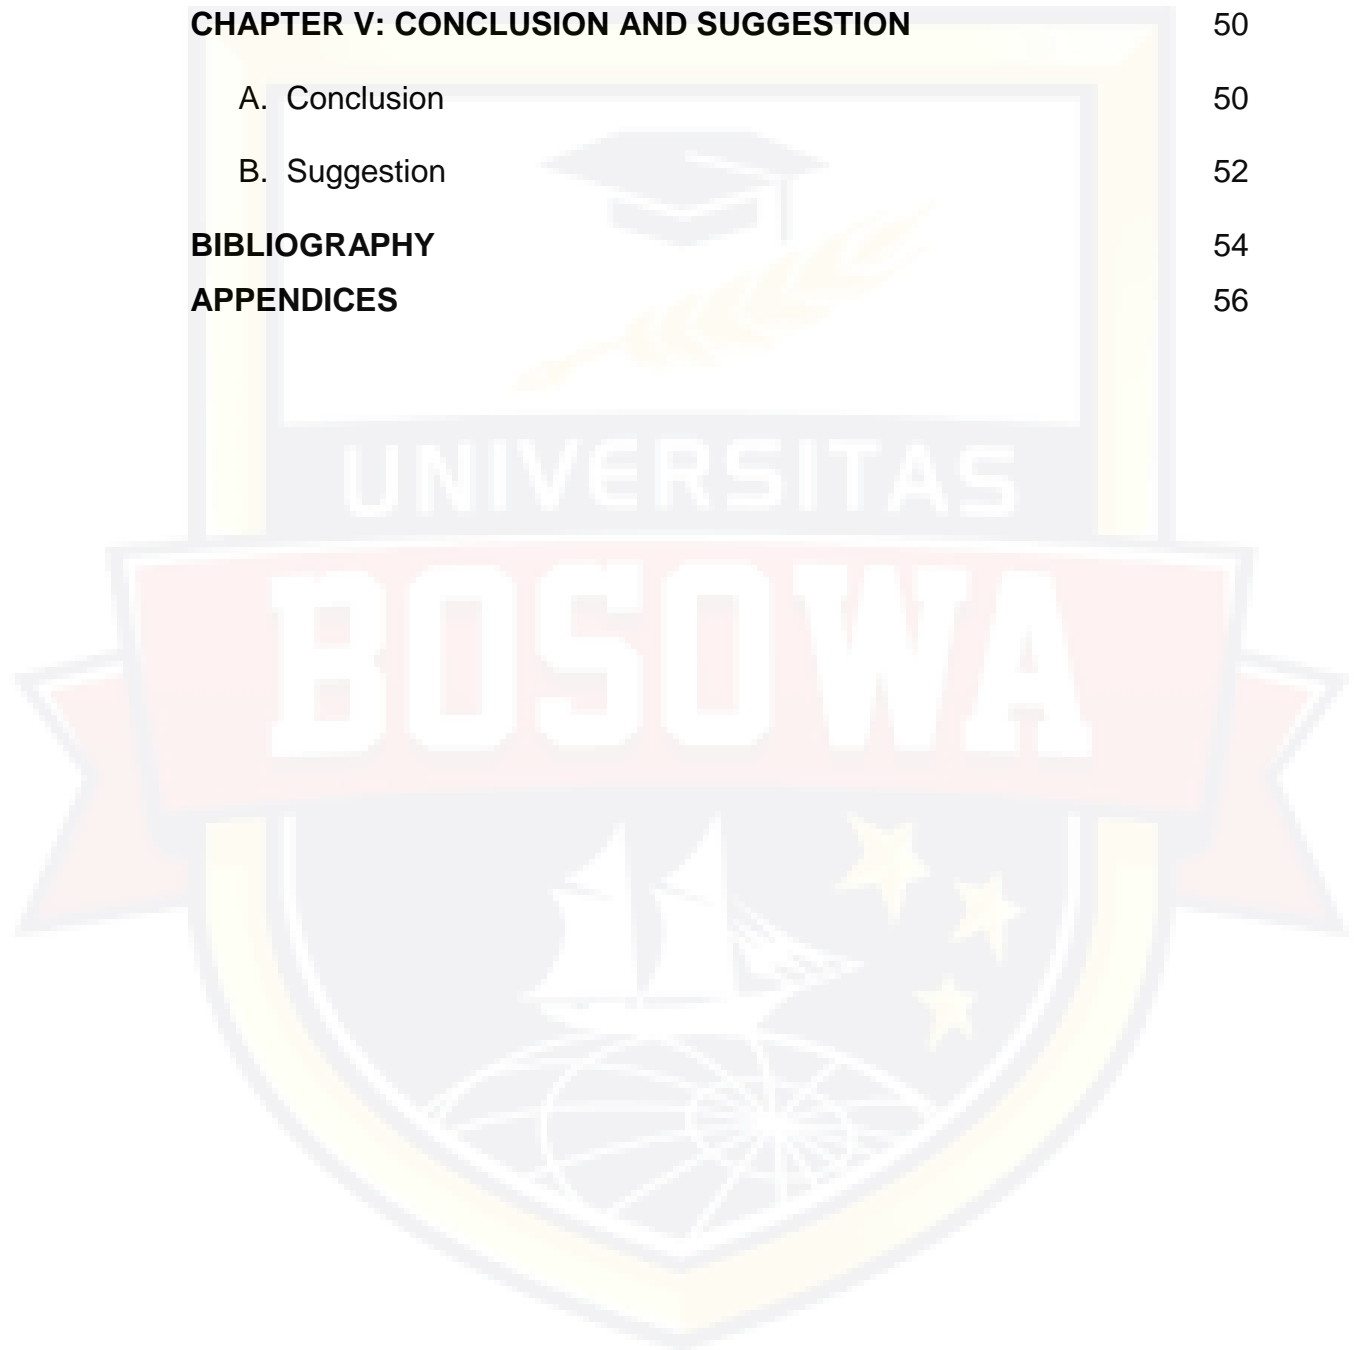 CHAPTER V: CONCLUSION AND SUGGESTION 50
A. Conclusion 50
B. Suggestion 52
BIBLIOGRAPHY 54
APPENDICES 56
UNIVERSITAS
BOSOWA